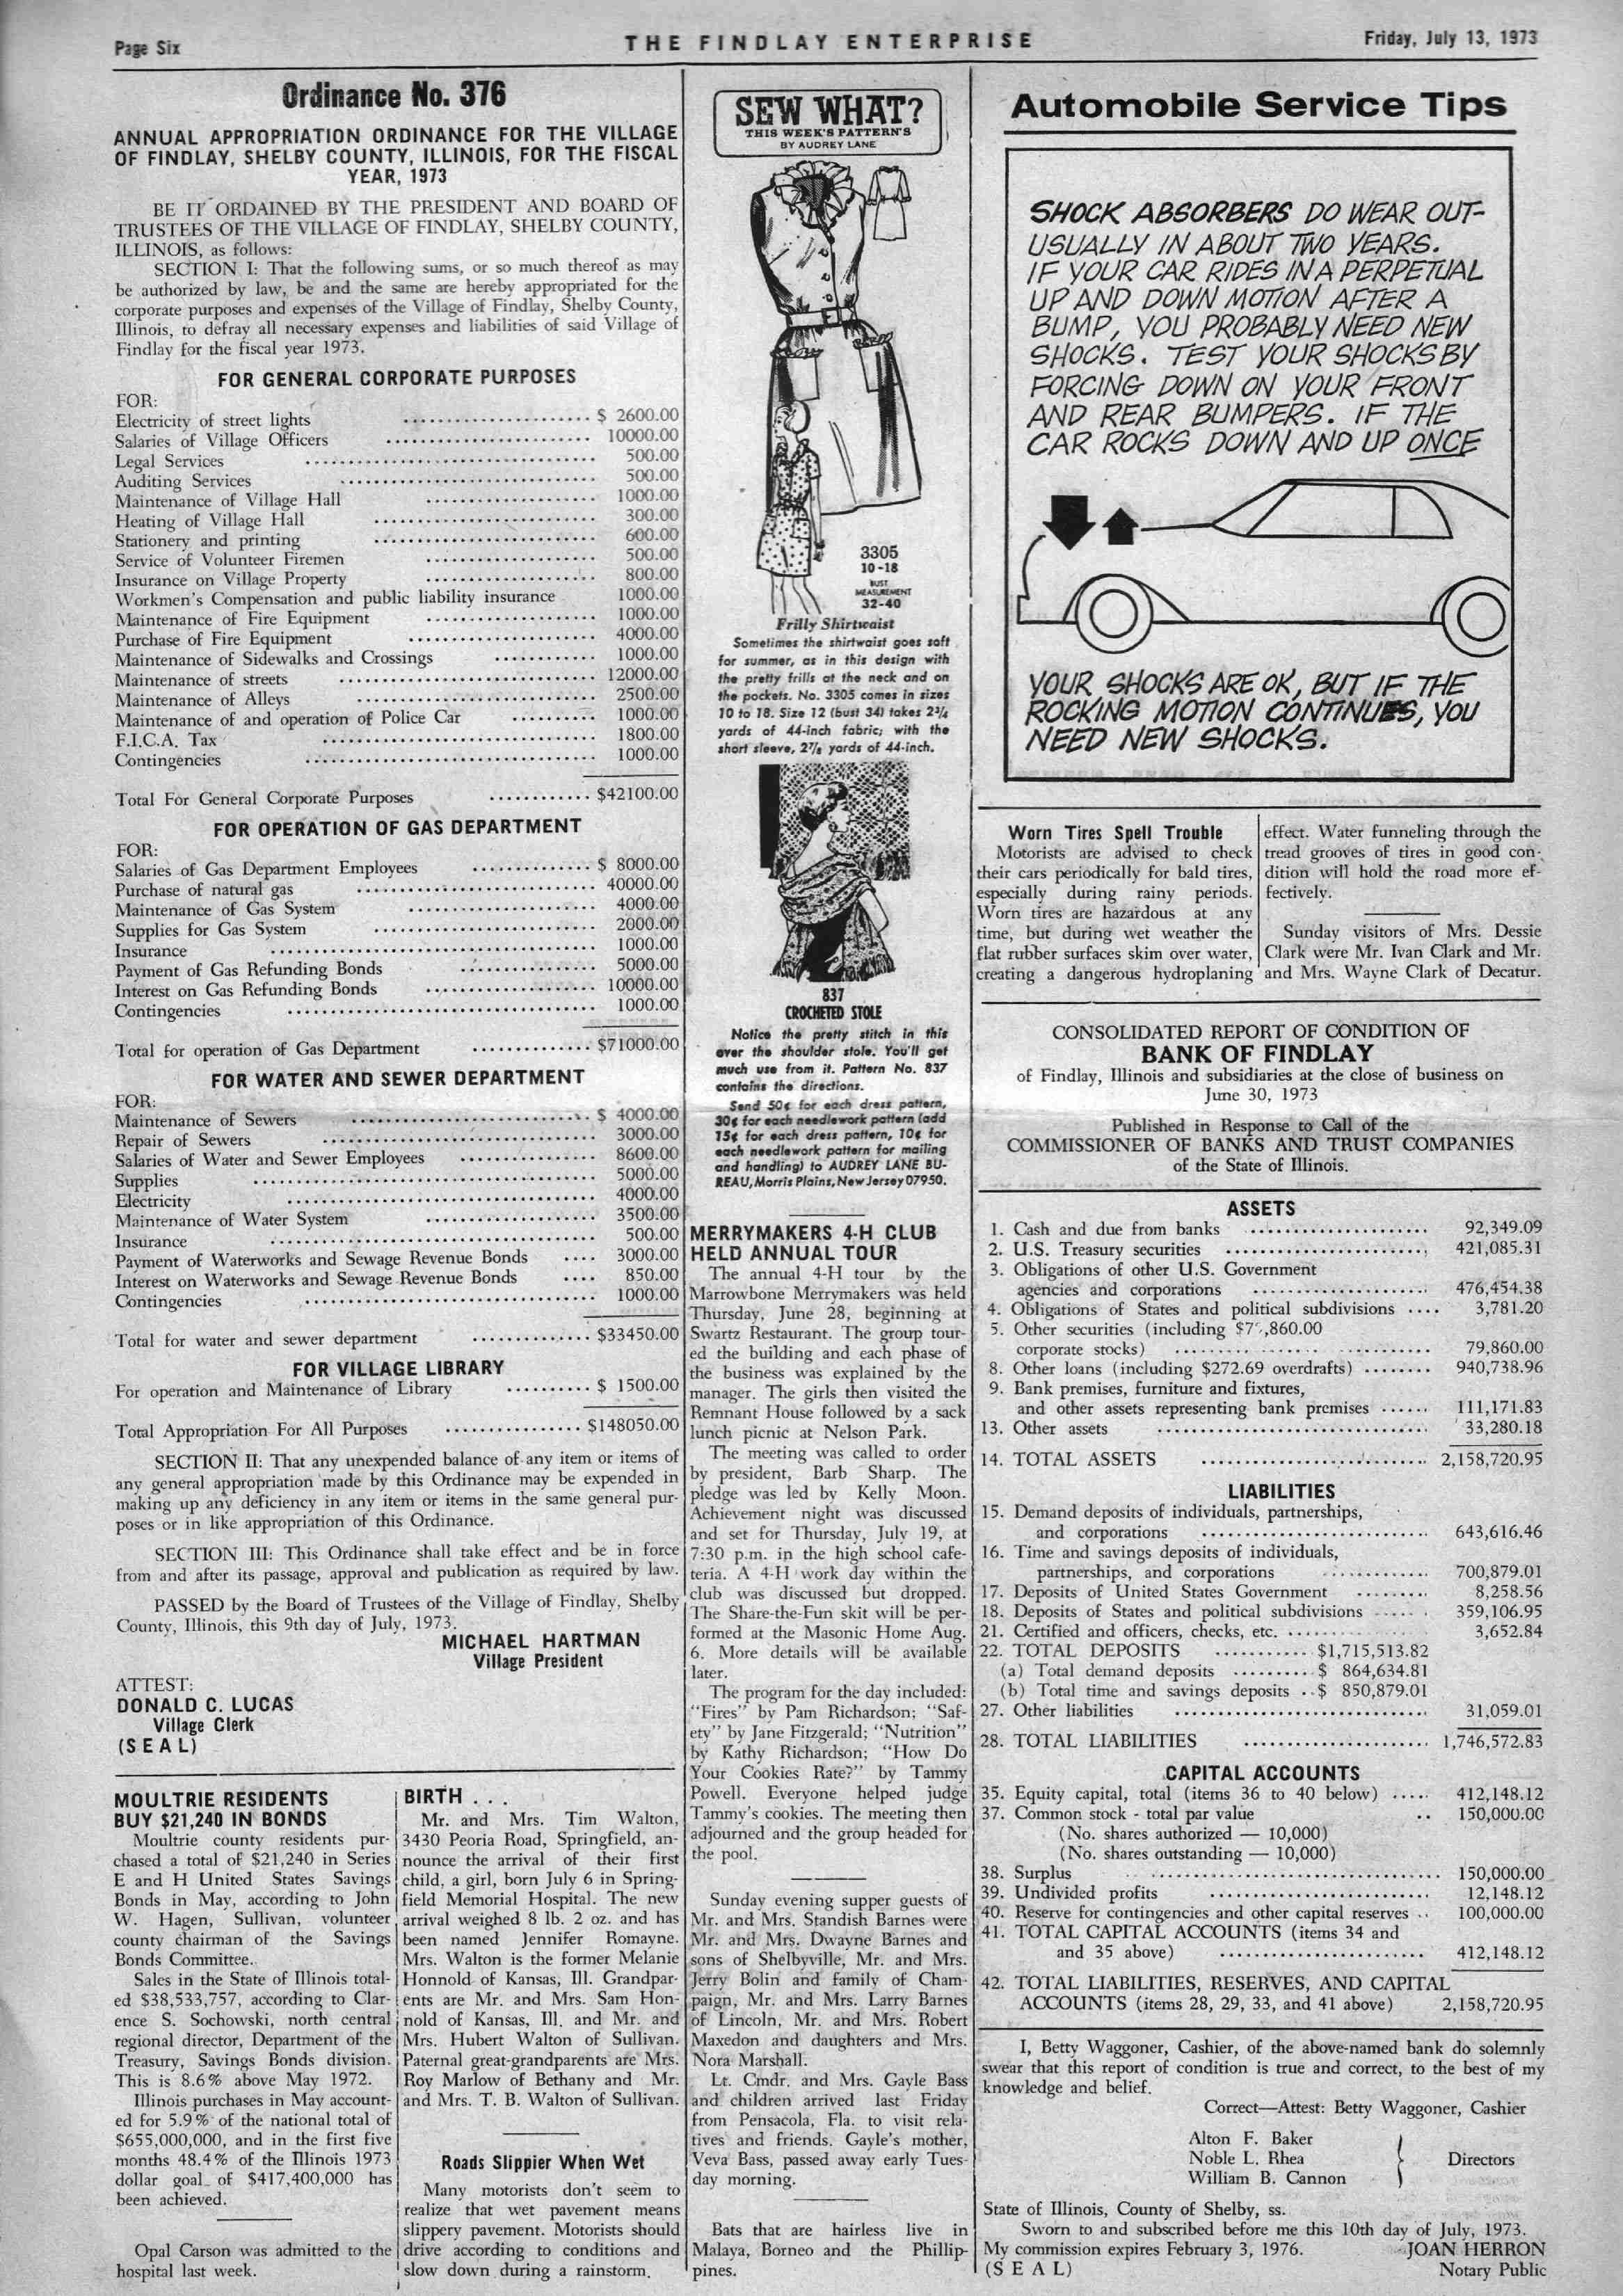 Page Six
THE FINDLAY ENTERPRISE
Friday, July 13, 1973
Ordinance No. 376
ANNUAL APPROPRIATION ORDINANCE FOR THE VILLAGE
OF FINDLAY, SHELBY COUNTY, ILLINOIS, FOR THE FISCAL
YEAR, 1973
BE IT ORDAINED BY THE PRESIDENT AND BOARD OF
TRUSTEES OF THE VILLAGE OF FINDLAY, SHELBY COUNTY,
ILLINOIS, as follows:
SECTION I: That the following sums, or so much thereof as may
be authorized by law, be and the same are hereby appropriated for the
corporate purposes and expenses of the Village of Findlay, Shelby County,
Illinois, to defray all necessary expenses and liabilities of said Village of
Findlay for the fiscal year 1973.
FOR GENERAL CORPORATE PURPOSES
FOR:
Electricity of street lights ........ $ 2600.00
Salaries of Village Officers ........ 10000.00
Legal Services ........ 500.00
Auditing Services ........ 500.00
Maintenance of Village Hall ........ 1000.00
Heating of Village Hall ........ 300.00
Stationery and printing ........ 600.00
Service of Volunteer Firemen ........ 500.00
Insurance on Village Property ........ 800.00
Workmen's Compensation and public liability insurance 1000.00
Maintenance of Fire Equipment ........ 1000.00
Purchase of Fire Equipment ........ 4000.00
Maintenance of Sidewalks and Crossings ........ 1000.00
Maintenance of streets ........ 12000.00
Maintenance of Alleys ........ 2500.00
Maintenance of and operation of Police Car ........ 1000.00
F.I.C.A. Tax ........ 1800.00
Contingencies ........ 1000.00
Total For General Corporate Purposes ........ $42100.00
FOR OPERATION OF GAS DEPARTMENT
FOR:
Salaries of Gas Department Employees ........ $ 8000.00
Purchase of natural gas ........ 40000.00
Maintenance of Gas System ........ 4000.00
Supplies for Gas System ........ 2000.00
Insurance ........ 1000.00
Payment of Gas Refunding Bonds ........ 5000.00
Interest on Gas Refunding Bonds ........ 10000.00
Contingencies ........ 1000.00
Total for operation of Gas Department ........ $71000.00
FOR WATER AND SEWER DEPARTMENT
FOR:
Maintenance of Sewers ........ $ 4000.00
Repair of Sewers ........ 3000.00
Salaries of Water and Sewer Employees ........ 8600.00
Supplies ........ 5000.00
Electricity ........ 4000.00
Maintenance of Water System ........ 3500.00
Insurance ........ 500.00
Payment of Waterworks and Sewage Revenue Bonds .... 3000.00
Interest on Waterworks and Sewage Revenue Bonds .... 850.00
Contingencies ........ 1000.00
Total for water and sewer department ........ $33450.00
FOR VILLAGE LIBRARY
For operation and Maintenance of Library ........ $ 1500.00
Total Appropriation For All Purposes ........ $148050.00
SECTION II: That any unexpended balance of any item or items of
any general appropriation made by this Ordinance may be expended in
making up any deficiency in any item or items in the same general pur-
poses or in like appropriation of this Ordinance.
SECTION III: This Ordinance shall take effect and be in force
from and after its passage, approval and publication as required by law.
PASSED by the Board of Trustees of the Village of Findlay, Shelby
County, Illinois, this 9th day of July, 1973.
MICHAEL HARTMAN
Village President
ATTEST:
DONALD C. LUCAS
Village Clerk
(S E A L)
MOULTRIE RESIDENTS
BUY $21,240 IN BONDS
Moultrie county residents pur-
chased a total of $21,240 in Series
E and H United States Savings
Bonds in May, according to John
W. Hagen, Sullivan, volunteer
county chairman of the Savings
Bonds Committee.
Sales in the State of Illinois total-
ed $38,533,757, according to Clar-
ence S. Sochowski, north central
regional director, Department of the
Treasury, Savings Bonds division.
This is 8.6% above May 1972.
Illinois purchases in May account-
ed for 5.9% of the national total of
$655,000,000, and in the first five
months 48.4% of the Illinois 1973
dollar goal of $417,400,000 has
been achieved.
Opal Carson was admitted to the
hospital last week.
BIRTH . . .
Mr. and Mrs. Tim Walton,
3430 Peoria Road, Springfield, an-
nounce the arrival of their first
child, a girl, born July 6 in Spring-
field Memorial Hospital. The new
arrival weighed 8 lb. 2 oz. and has
been named Jennifer Romayne.
Mrs. Walton is the former Melanie
Honnold of Kansas, Ill. Grandpar-
ents are Mr. and Mrs. Sam Hon-
nold of Kansas, Ill. and Mr. and
Mrs. Hubert Walton of Sullivan.
Paternal great-grandparents are Mrs.
Roy Marlow of Bethany and Mr.
and Mrs. T. B. Walton of Sullivan.
Roads Slippier When Wet
Many motorists don't seem to
realize that wet pavement means
slippery pavement. Motorists should
drive according to conditions and
slow down during a rainstorm.
SEW WHAT?
THIS WEEK'S PATTERN'S
BY AUDREY LANE
3305
10-18
BUST
MEASUREMENT
32-40
Frilly Shirtwaist
Sometimes the shirtwaist goes soft
for summer, as in this design with
the pretty frills at the neck and on
the pockets. No. 3305 comes in sizes
10 to 18. Size 12 (bust 34) takes 2¾
yards of 44-inch fabric; with the
short sleeve, 2⅞ yards of 44-inch.
837
CROCHETED STOLE
Notice the pretty stitch in this
over the shoulder stole. You'll get
much use from it. Pattern No. 837
contains the directions.
Send 50¢ for each dress pattern,
30¢ for each needlework pattern (add
15¢ for each dress pattern, 10¢ for
each needlework pattern for mailing
and handling) to AUDREY LANE BU-
REAU, Morris Plains, New Jersey 07950.
MERRYMAKERS 4-H CLUB
HELD ANNUAL TOUR
The annual 4-H tour by the
Marrowbone Merrymakers was held
Thursday, June 28, beginning at
Swartz Restaurant. The group tour-
ed the building and each phase of
the business was explained by the
manager. The girls then visited the
Remnant House followed by a sack
lunch picnic at Nelson Park.
The meeting was called to order
by president, Barb Sharp. The
pledge was led by Kelly Moon.
Achievement night was discussed
and set for Thursday, July 19, at
7:30 p.m. in the high school cafe-
teria. A 4-H work day within the
club was discussed but dropped.
The Share-the-Fun skit will be per-
formed at the Masonic Home Aug.
6. More details will be available
later.
The program for the day included:
"Fires" by Pam Richardson; "Saf-
ety" by Jane Fitzgerald; "Nutrition"
by Kathy Richardson; "How Do
Your Cookies Rate?" by Tammy
Powell. Everyone helped judge
Tammy's cookies. The meeting then
adjourned and the group headed for
the pool.
Sunday evening supper guests of
Mr. and Mrs. Standish Barnes were
Mr. and Mrs. Dwayne Barnes and
sons of Shelbyville, Mr. and Mrs.
Jerry Bolin and family of Cham-
paign, Mr. and Mrs. Larry Barnes
of Lincoln, Mr. and Mrs. Robert
Maxedon and daughters and Mrs.
Nora Marshall.
Lt. Cmdr. and Mrs. Gayle Bass
and children arrived last Friday
from Pensacola, Fla. to visit rela-
tives and friends. Gayle's mother,
Veva Bass, passed away early Tues-
day morning.
Bats that are hairless live in
Malaya, Borneo and the Phillip-
pines.
Automobile Service Tips
SHOCK ABSORBERS DO WEAR OUT-
USUALLY IN ABOUT TWO YEARS.
IF YOUR CAR RIDES IN A PERPETUAL
UP AND DOWN MOTION AFTER A
BUMP, YOU PROBABLY NEED NEW
SHOCKS. TEST YOUR SHOCKS BY
FORCING DOWN ON YOUR FRONT
AND REAR BUMPERS. IF THE
CAR ROCKS DOWN AND UP ONCE
YOUR SHOCKS ARE OK, BUT IF THE
ROCKING MOTION CONTINUES, YOU
NEED NEW SHOCKS.
Worn Tires Spell Trouble
Motorists are advised to check
their cars periodically for bald tires,
especially during rainy periods.
Worn tires are hazardous at any
time, but during wet weather the
flat rubber surfaces skim over water,
creating a dangerous hydroplaning
effect. Water funneling through the
tread grooves of tires in good con-
dition will hold the road more ef-
fectively.
Sunday visitors of Mrs. Dessie
Clark were Mr. Ivan Clark and Mr.
and Mrs. Wayne Clark of Decatur.
CONSOLIDATED REPORT OF CONDITION OF
BANK OF FINDLAY
of Findlay, Illinois and subsidiaries at the close of business on
June 30, 1973
Published in Response to Call of the
COMMISSIONER OF BANKS AND TRUST COMPANIES
of the State of Illinois.
ASSETS
1. Cash and due from banks ........ 92,349.09
2. U.S. Treasury securities ........ 421,085.31
3. Obligations of other U.S. Government
agencies and corporations ........ 476,454.38
4. Obligations of States and political subdivisions .... 3,781.20
5. Other securities (including ,860.00
corporate stocks) ........ 79,860.00
8. Other loans (including $272.69 overdrafts) ........ 940,738.96
9. Bank premises, furniture and fixtures,
and other assets representing bank premises ...... 111,171.83
13. Other assets ........ 33,280.18
14. TOTAL ASSETS ........ 2,158,720.95
LIABILITIES
15. Demand deposits of individuals, partnerships,
and corporations ........ 643,616.46
16. Time and savings deposits of individuals,
partnerships, and corporations ........ 700,879.01
17. Deposits of United States Government ........ 8,258.56
18. Deposits of States and political subdivisions ..... 359,106.95
21. Certified and officers, checks, etc. ........ 3,652.84
22. TOTAL DEPOSITS ........ $1,715,513.82
(a) Total demand deposits ........ $ 864,634.81
(b) Total time and savings deposits ..$ 850,879.01
27. Other liabilities ........ 31,059.01
28. TOTAL LIABILITIES ........ 1,746,572.83
CAPITAL ACCOUNTS
35. Equity capital, total (items 36 to 40 below) ..... 412,148.12
37. Common stock - total par value .. 150,000.00
(No. shares authorized — 10,000)
(No. shares outstanding — 10,000)
38. Surplus ........ 150,000.00
39. Undivided profits ........ 12,148.12
40. Reserve for contingencies and other capital reserves .. 100,000.00
41. TOTAL CAPITAL ACCOUNTS (items 34 and
and 35 above) ........ 412,148.12
42. TOTAL LIABILITIES, RESERVES, AND CAPITAL
ACCOUNTS (items 28, 29, 33, and 41 above) 2,158,720.95
I, Betty Waggoner, Cashier, of the above-named bank do solemnly
swear that this report of condition is true and correct, to the best of my
knowledge and belief.
Correct—Attest: Betty Waggoner, Cashier
Alton F. Baker
Noble L. Rhea
William B. Cannon
Directors
State of Illinois, County of Shelby, ss.
Sworn to and subscribed before me this 10th day of July, 1973.
My commission expires February 3, 1976. JOAN HERRON
(S E A L) Notary Public